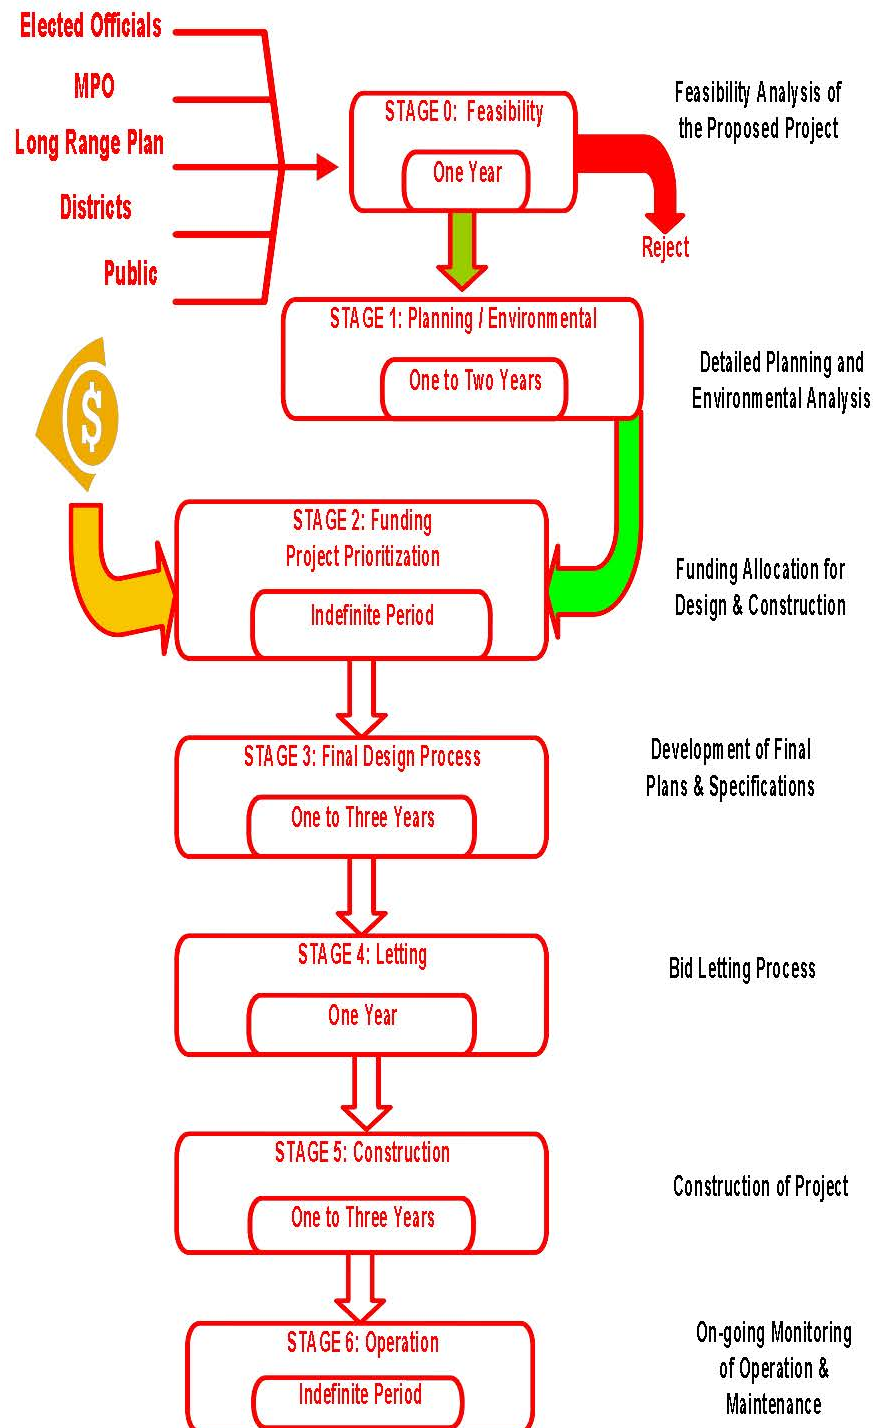 Elected Officials
MPO
Long Range Plan
Districts
Public
STAGE 0: Feasibility
One Year
Feasibility Analysis of
the Proposed Project
Reject
STAGE 1: Planning / Environmental
One to Two Years
Detailed Planning and
Environmental Analysis
$
STAGE 2: Funding
Project Prioritization
Indefinite Period
Funding Allocation for
Design & Construction
STAGE 3: Final Design Process
One to Three Years
Development of Final
Plans & Specifications
STAGE 4: Letting
One Year
Bid Letting Process
STAGE 5: Construction
One to Three Years
Construction of Project
STAGE 6: Operation
Indefinite Period
On-going Monitoring
of Operation &
Maintenance